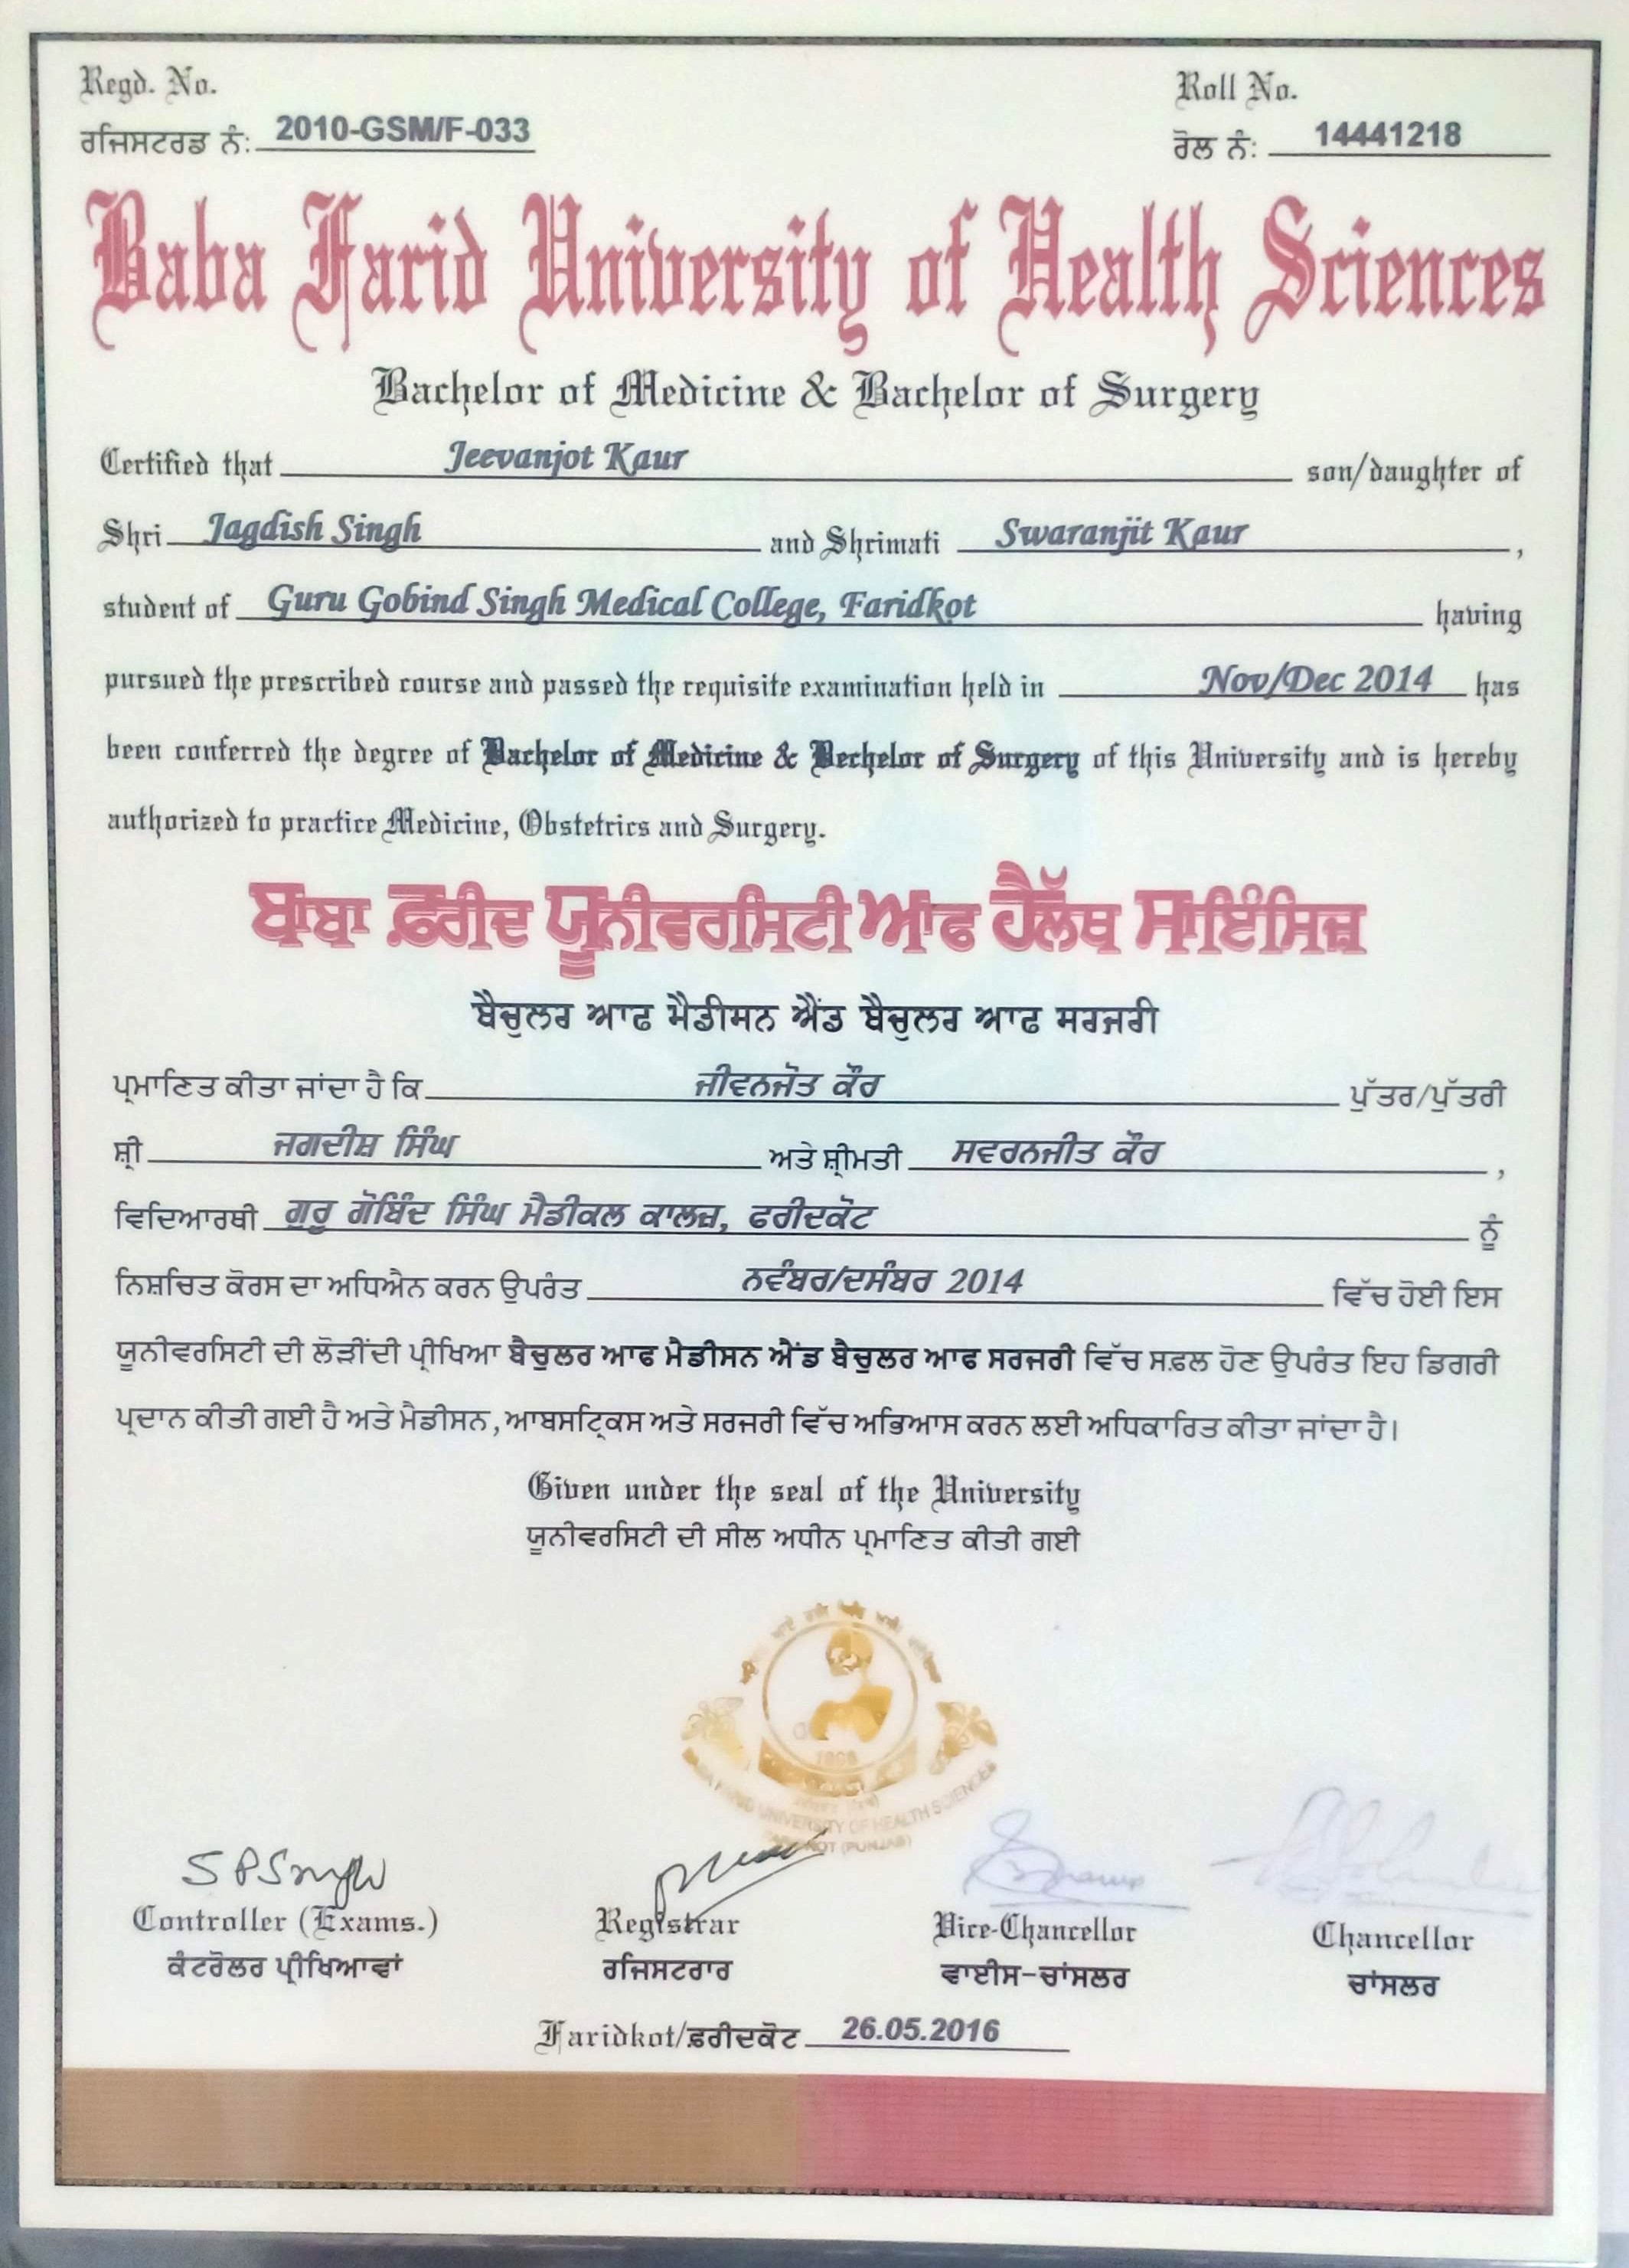 Regd. No.
ਰਜਿਸਟਰਡ ਨੰ: 2010-GSM/F-033
Roll No.
ਰੋਲ ਨੰ: 14441218
Baba Farid University of Health Sciences
Bachelor of Medicine & Bachelor of Surgery
Certified that Jeevanjot Kaur son/daughter of
Shri Jagdish Singh and Shrimati Swaranjit Kaur ,
student of Guru Gobind Singh Medical College, Faridkot having
pursued the prescribed course and passed the requisite examination held in Nov/Dec 2014 has
been conferred the degree of Bachelor of Medicine & Bechelor of Surgery of this University and is hereby
authorized to practice Medicine, Obstetrics and Surgery.
ਬਾਬਾ ਫ਼ਰੀਦ ਯੂਨੀਵਰਸਿਟੀ ਆਫ ਹੈਲੱਥ ਸਾਇੰਸਿਜ਼
ਬੈਚੁਲਰ ਆਫ ਮੈਡੀਸਨ ਐਂਡ ਬੈਚੁਲਰ ਆਫ ਸਰਜਰੀ
ਪ੍ਰਮਾਣਿਤ ਕੀਤਾ ਜਾਂਦਾ ਹੈ ਕਿ ਜੀਵਨਜੋਤ ਕੌਰ ਪੁੱਤਰ/ਪੁੱਤਰੀ
ਸ਼੍ਰੀ ਜਗਦੀਸ਼ ਸਿੰਘ ਅਤੇ ਸ਼੍ਰੀਮਤੀ ਸਵਰਨਜੀਤ ਕੌਰ ,
ਵਿਦਿਆਰਥੀ ਗੁਰੂ ਗੋਬਿੰਦ ਸਿੰਘ ਮੈਡੀਕਲ ਕਾਲਜ਼, ਫਰੀਦਕੋਟ ਨੂੰ
ਨਿਸ਼ਚਿਤ ਕੋਰਸ ਦਾ ਅਧਿਐਨ ਕਰਨ ਉਪਰੰਤ ਨਵੰਬਰ/ਦਸੰਬਰ 2014 ਵਿੱਚ ਹੋਈ ਇਸ
ਯੂਨੀਵਰਸਿਟੀ ਦੀ ਲੋੜੀਂਦੀ ਪ੍ਰੀਖਿਆ ਬੈਚੁਲਰ ਆਫ ਮੈਡੀਸਨ ਐਂਡ ਬੈਚੁਲਰ ਆਫ ਸਰਜਰੀ ਵਿੱਚ ਸਫ਼ਲ ਹੋਣ ਉਪਰੰਤ ਇਹ ਡਿਗਰੀ
ਪ੍ਰਦਾਨ ਕੀਤੀ ਗਈ ਹੈ ਅਤੇ ਮੈਡੀਸਨ, ਆਬਸਟ੍ਰਿਕਸ ਅਤੇ ਸਰਜਰੀ ਵਿੱਚ ਅਭਿਆਸ ਕਰਨ ਲਈ ਅਧਿਕਾਰਿਤ ਕੀਤਾ ਜਾਂਦਾ ਹੈ।
Given under the seal of the University
ਯੂਨੀਵਰਸਿਟੀ ਦੀ ਸੀਲ ਅਧੀਨ ਪ੍ਰਮਾਣਿਤ ਕੀਤੀ ਗਈ
BABA FARID UNIVERSITY OF HEALTH SCIENCES
(PUNJAB)
Controller (Exams.)
ਕੰਟਰੋਲਰ ਪ੍ਰੀਖਿਆਵਾਂ
Registrar
ਰਜਿਸਟਰਾਰ
Vice-Chancellor
ਵਾਈਸ-ਚਾਂਸਲਰ
Chancellor
ਚਾਂਸਲਰ
Faridkot/ਫ਼ਰੀਦਕੋਟ 26.05.2016